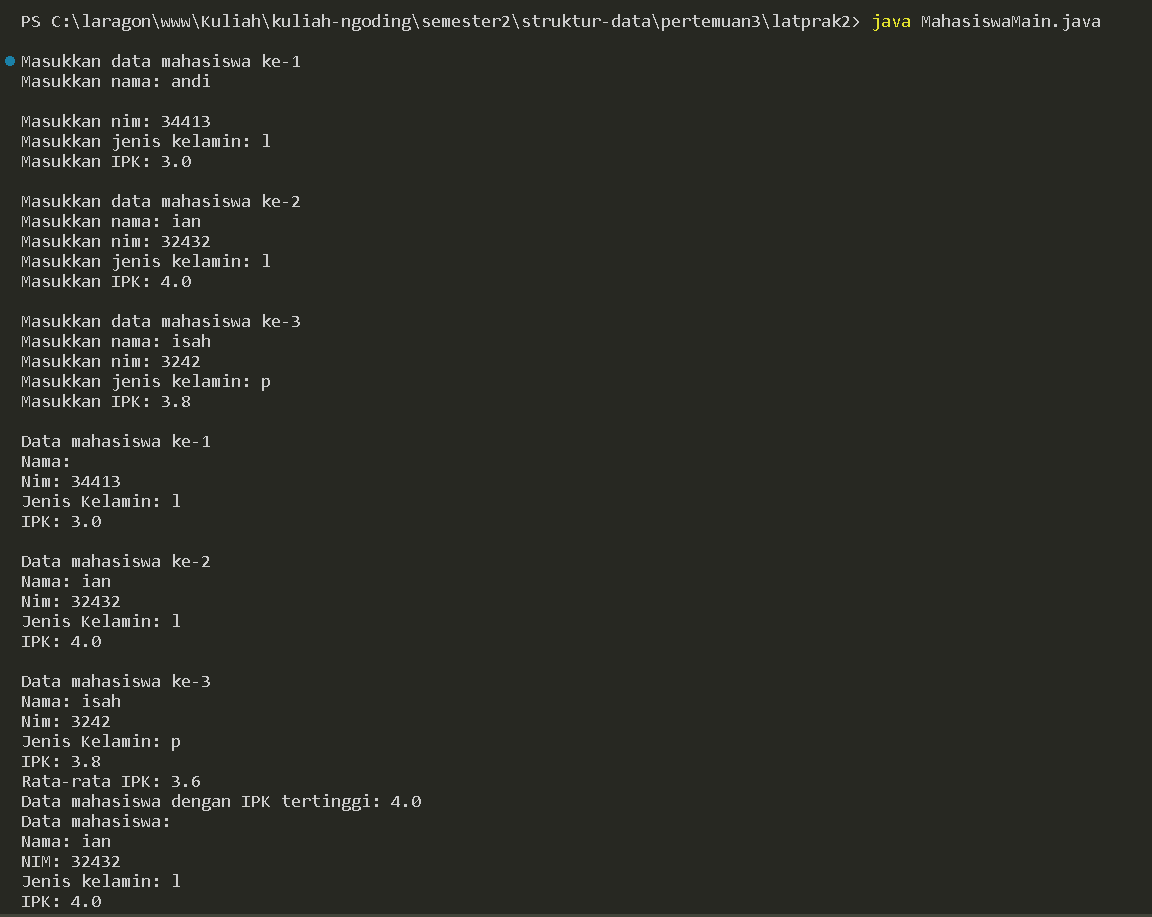 PS C:\laragon\www\Kuliah\kuliah-ngoding\semester2\struktur-data\pertemuan3\latprak2> java MahasiswaMain.java
Masukkan data mahasiswa ke-1
Masukkan nama: andi
Masukkan nim: 34413
Masukkan jenis kelamin: l
Masukkan IPK: 3.0
Masukkan data mahasiswa ke-2
Masukkan nama: ian
Masukkan nim: 32432
Masukkan jenis kelamin: l
Masukkan IPK: 4.0
Masukkan data mahasiswa ke-3
Masukkan nama: isah
Masukkan nim: 3242
Masukkan jenis kelamin: p
Masukkan IPK: 3.8
Data mahasiswa ke-1
Nama:
Nim: 34413
Jenis Kelamin: l
IPK: 3.0
Data mahasiswa ke-2
Nama: ian
Nim: 32432
Jenis Kelamin: l
IPK: 4.0
Data mahasiswa ke-3
Nama: isah
Nim: 3242
Jenis Kelamin: p
IPK: 3.8
Rata-rata IPK: 3.6
Data mahasiswa dengan IPK tertinggi: 4.0
Data mahasiswa:
Nama: ian
NIM: 32432
Jenis kelamin: l
IPK: 4.0